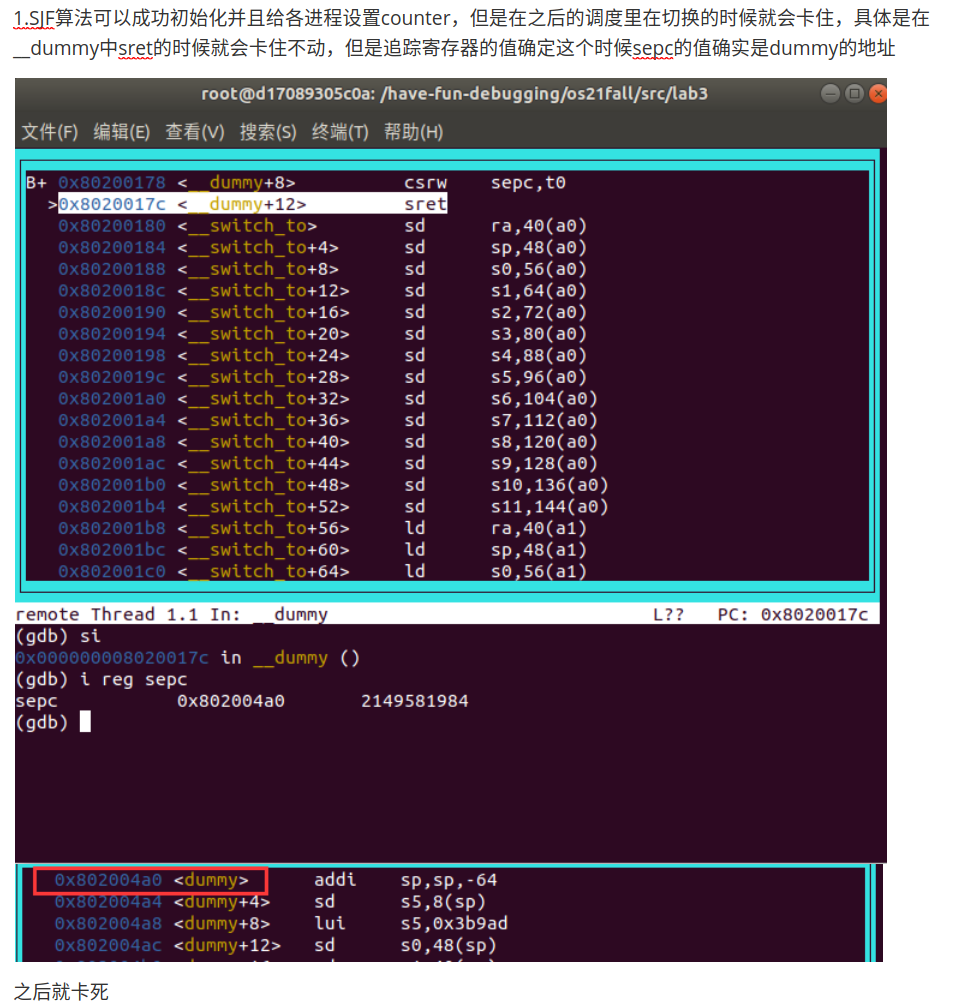 1.SJF算法可以成功初始化并且给各进程设置counter，但是在之后的调度里在切换的时候就会卡住，具体是在
__dummy中sret的时候就会卡住不动，但是追踪寄存器的值确定这个时候sepc的值确实是dummy的地址
root@d17089305c0a: /have-fun-debugging/os21fall/src/lab3
文件(F) 编辑(E) 查看(V) 搜索(S) 终端(T) 帮助(H)
B+ 0x80200178 <__dummy+8> csrw sepc,t0
>0x8020017c <__dummy+12> sret
0x80200180 <__switch_to> sd ra,40(a0)
0x80200184 <__switch_to+4> sd sp,48(a0)
0x80200188 <__switch_to+8> sd s0,56(a0)
0x8020018c <__switch_to+12> sd s1,64(a0)
0x80200190 <__switch_to+16> sd s2,72(a0)
0x80200194 <__switch_to+20> sd s3,80(a0)
0x80200198 <__switch_to+24> sd s4,88(a0)
0x8020019c <__switch_to+28> sd s5,96(a0)
0x802001a0 <__switch_to+32> sd s6,104(a0)
0x802001a4 <__switch_to+36> sd s7,112(a0)
0x802001a8 <__switch_to+40> sd s8,120(a0)
0x802001ac <__switch_to+44> sd s9,128(a0)
0x802001b0 <__switch_to+48> sd s10,136(a0)
0x802001b4 <__switch_to+52> sd s11,144(a0)
0x802001b8 <__switch_to+56> ld ra,40(a1)
0x802001bc <__switch_to+60> ld sp,48(a1)
0x802001c0 <__switch_to+64> ld s0,56(a1)
remote Thread 1.1 In: __dummy L?? PC: 0x8020017c
(gdb) si
0x000000008020017c in __dummy ()
(gdb) i reg sepc
sepc 0x802004a0 2149581984
(gdb)
0x802004a0 <dummy> addi sp,sp,-64
0x802004a4 <dummy+4> sd s5,8(sp)
0x802004a8 <dummy+8> lui s5,0x3b9ad
0x802004ac <dummy+12> sd s0,48(sp)
之后就卡死